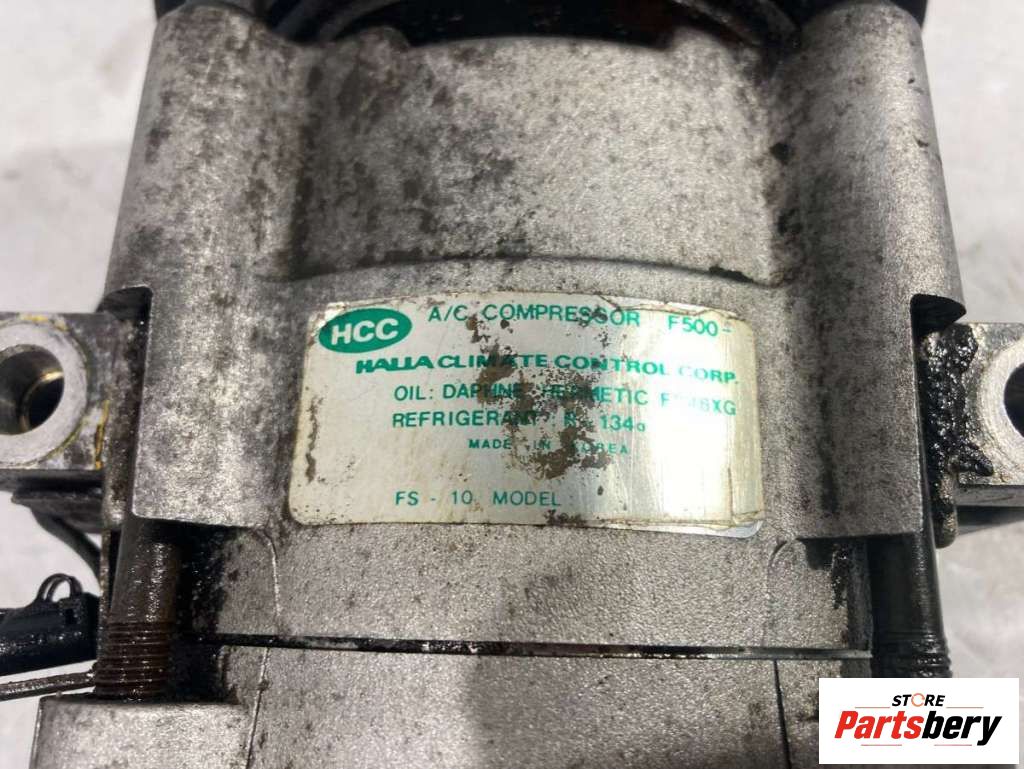 HCC
A/C COMPRESSOR F500-
HALLA CLIMATE CONTROL CORP.
OIL: DAPHNE HERMETIC
REFRIGERANT: R-134a
MADE IN KOREA
FS - 10 MODEL
STORE
Partsbery